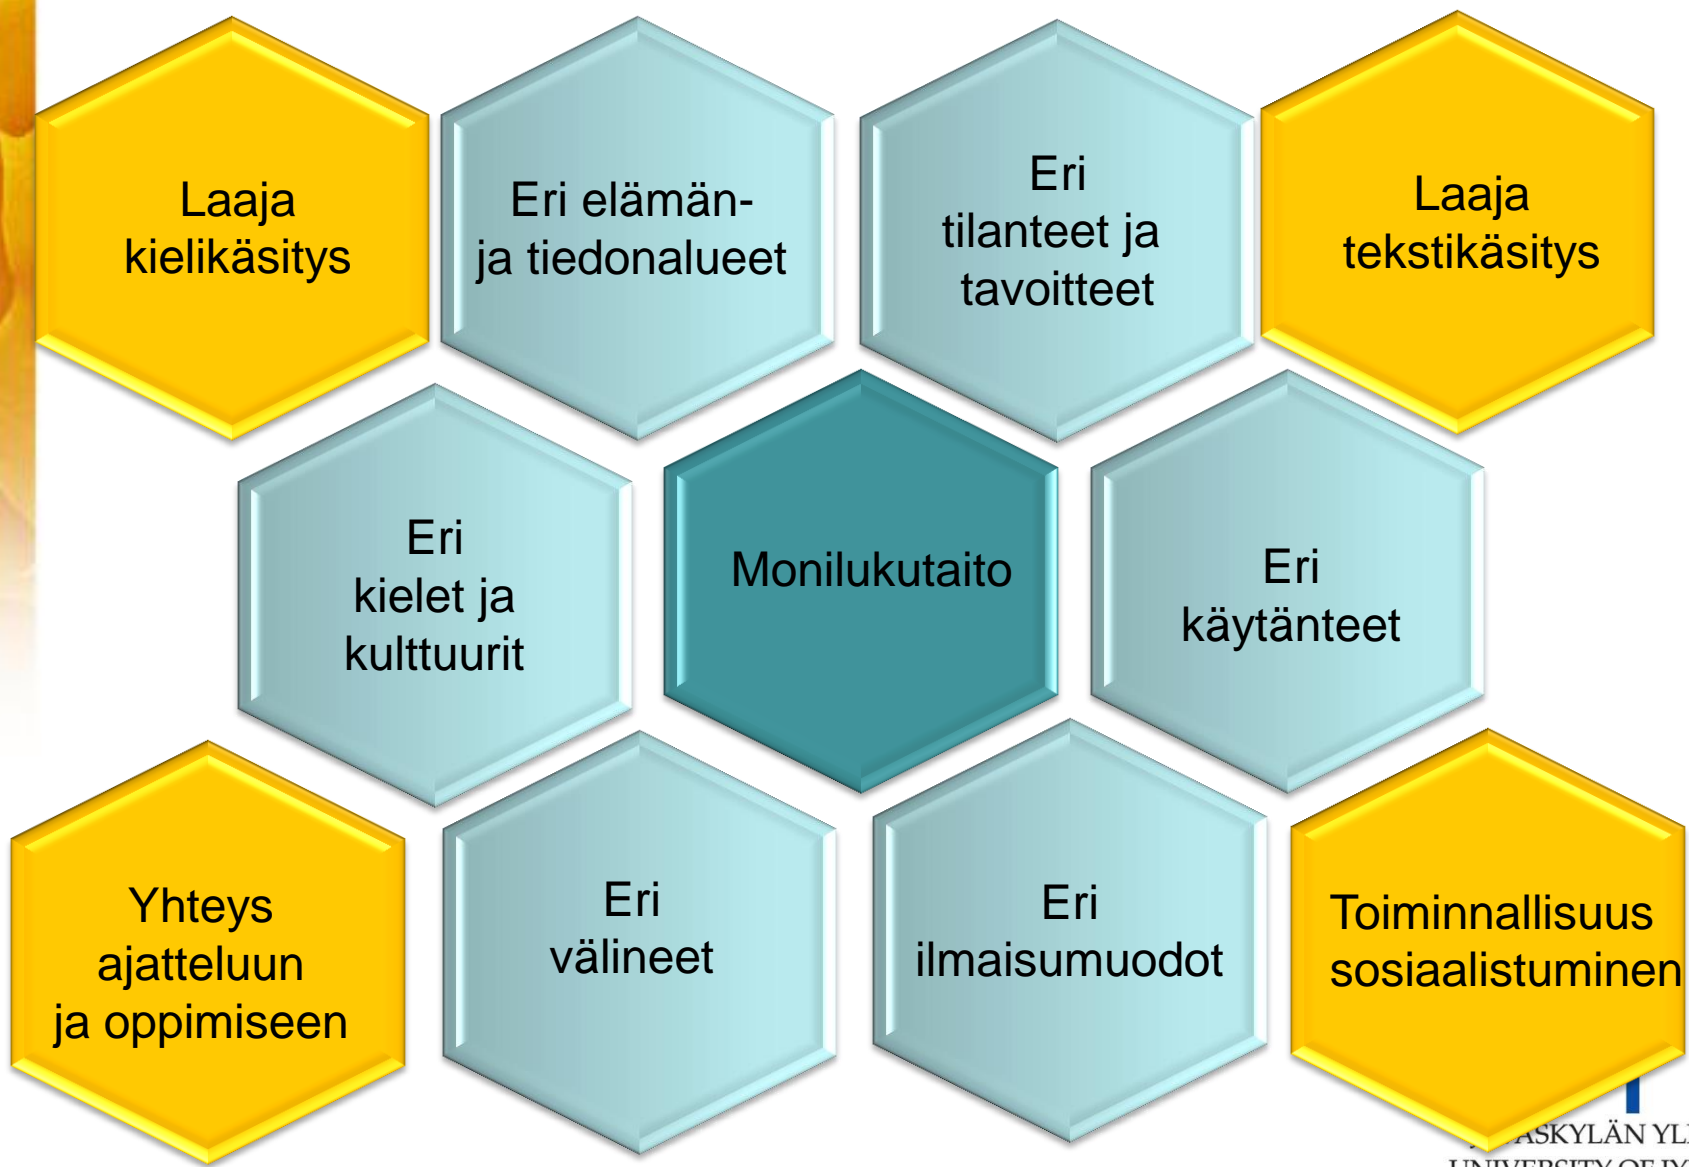 Laaja
kielikäsitys
Eri elämän-
ja tiedonalueet
Eri
tilanteet ja
tavoitteet
Laaja
tekstikäsitys
Eri
kielet ja
kulttuurit
Monilukutaito
Eri
käytänteet
Yhteys
ajatteluun
ja oppimiseen
Eri
välineet
Eri
ilmaisumuodot
Toiminnallisuus
sosiaalistuminen